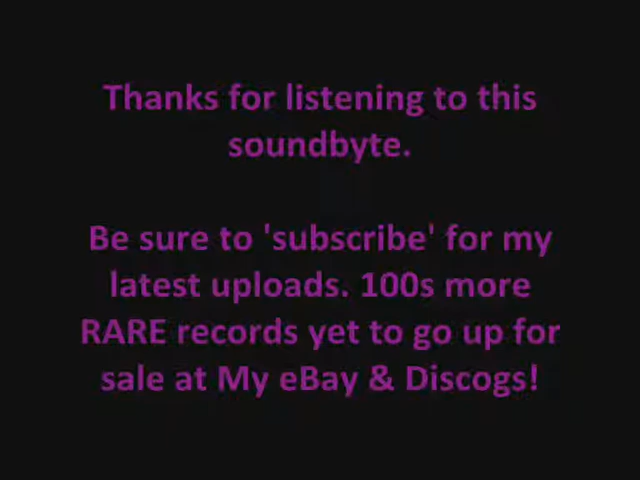 Thanks for listening to this
soundbyte.
Be sure to 'subscribe' for my
latest uploads. 100s more
RARE records yet to go up for
sale at My eBay & Discogs!